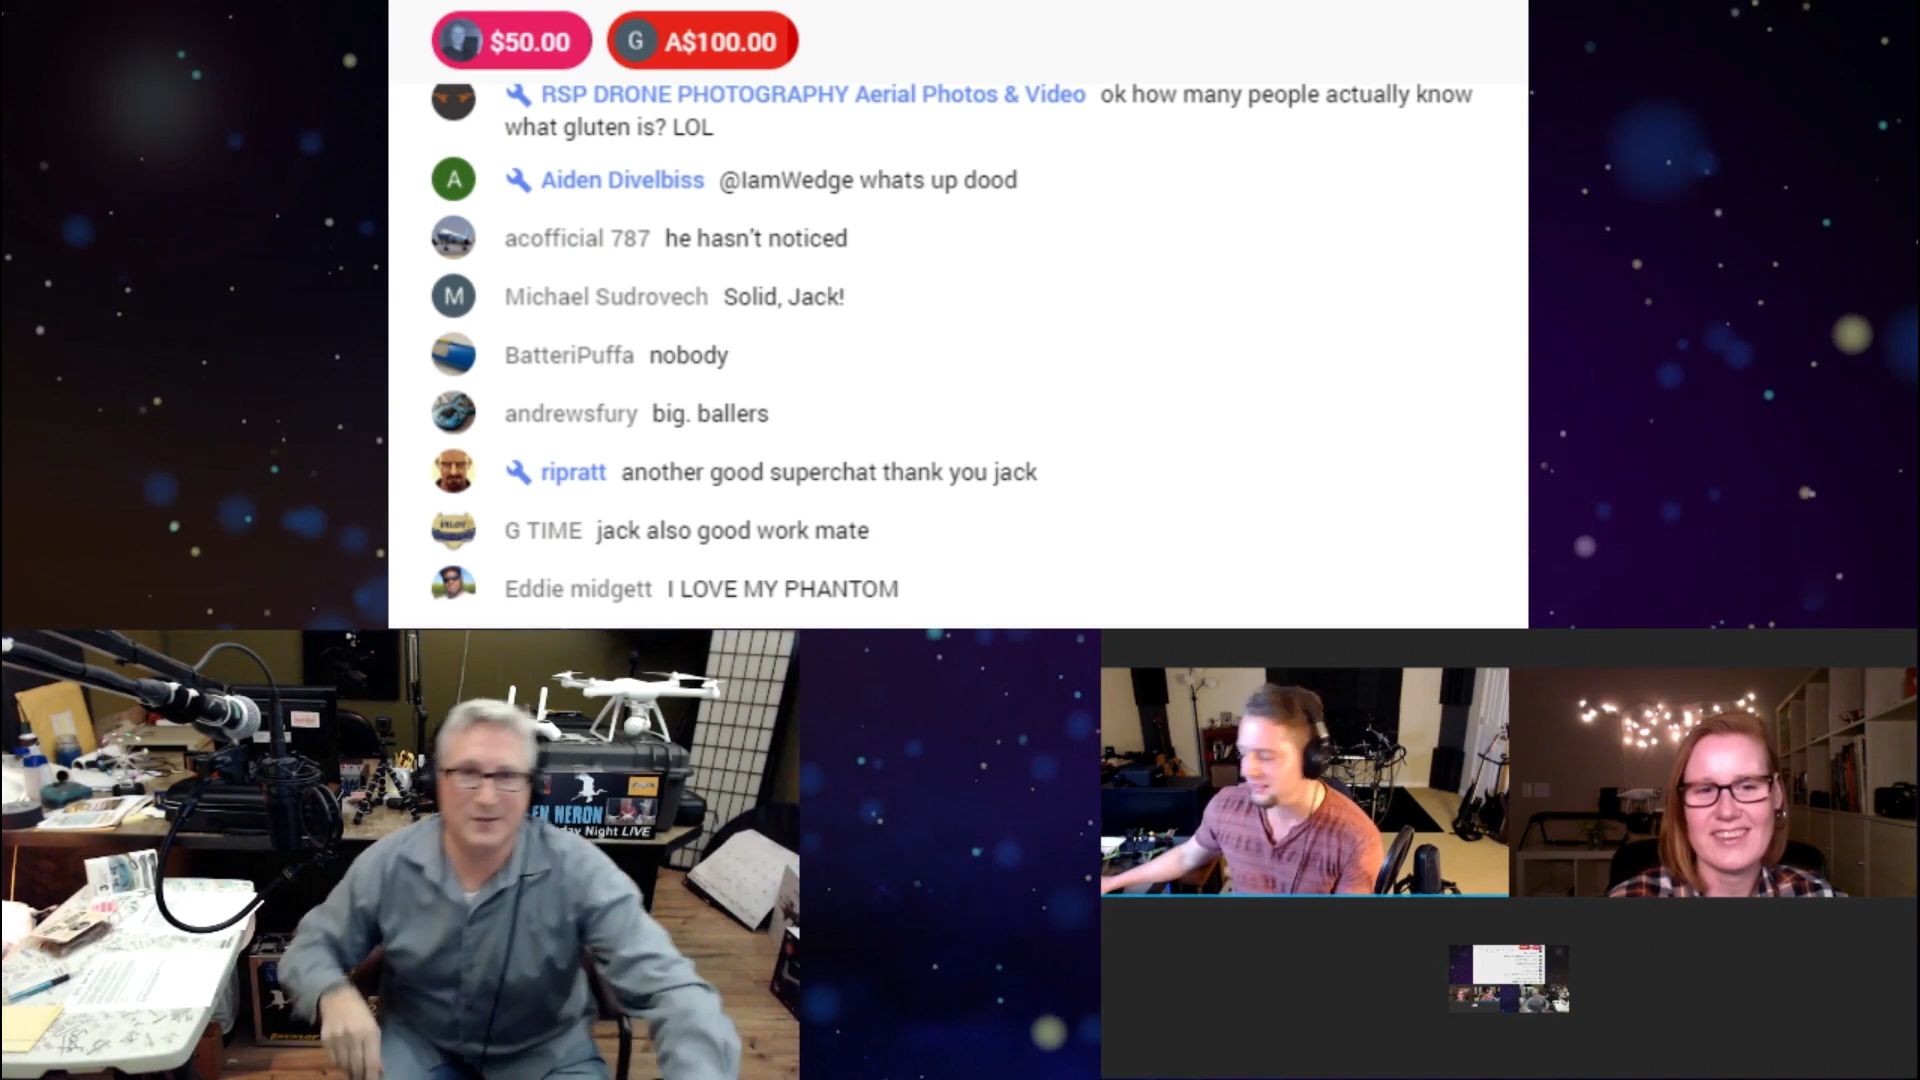 $50.00
G A$100.00
RSP DRONE PHOTOGRAPHY Aerial Photos & Video ok how many people actually know
what gluten is? LOL
A Aiden Divelbiss @IamWedge whats up dood
acofficial 787 he hasn't noticed
M Michael Sudrovech Solid, Jack!
BatteriPuffa nobody
andrewsfury big. ballers
ripratt another good superchat thank you jack
G TIME jack also good work mate
Eddie midgett I LOVE MY PHANTOM
EN NERON
day Night LIVE